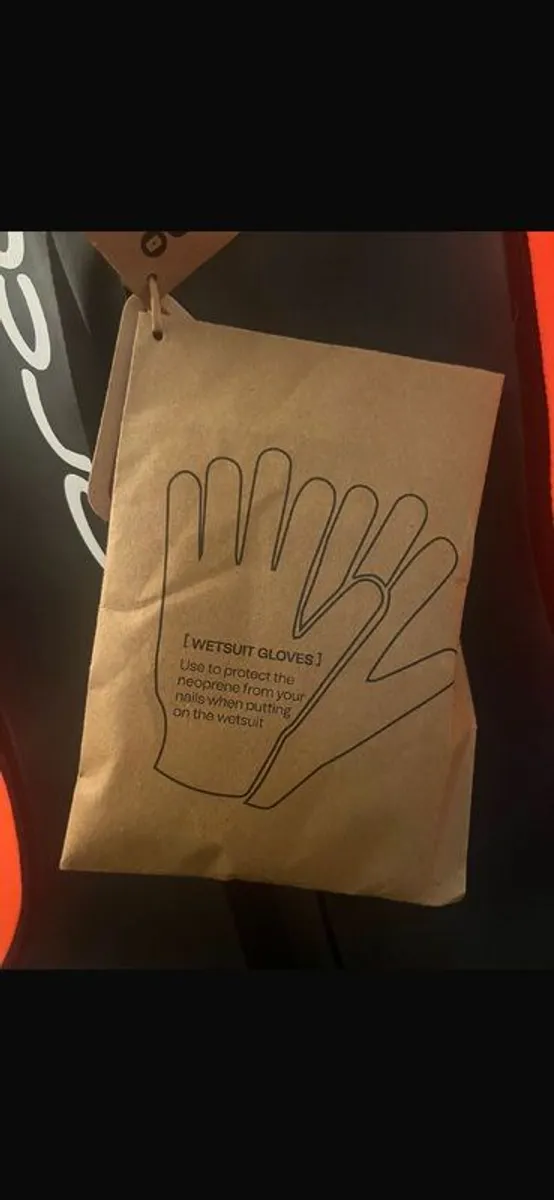 [ WETSUIT GLOVES ]
Use to protect the
neoprene from your
nails when putting
on the wetsuit